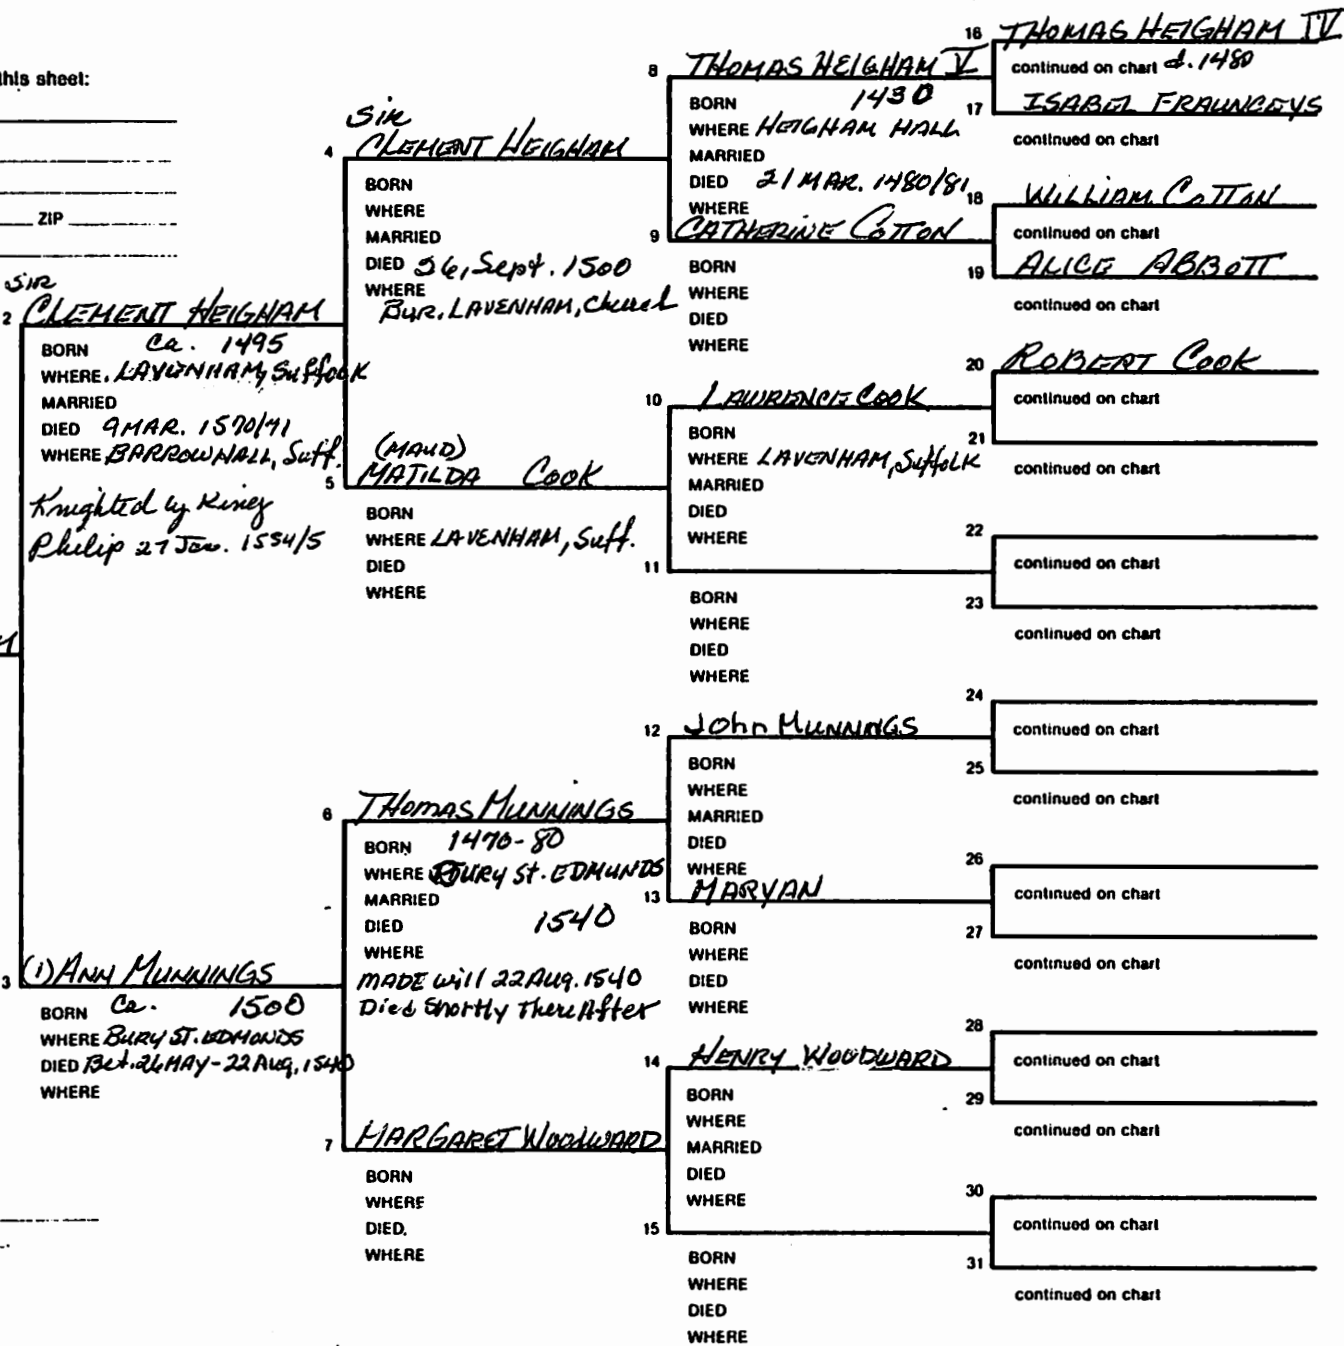 this sheet:
ZIP
SIR
2 CLEMENT HEIGHAM
BORN Ca. 1495
WHERE. LAVENHAM, Suffolk
MARRIED
DIED 9 MAR. 1570/71
WHERE BARROW HALL, Suff.
Knighted by King
Philip 27 Jan. 1554/5
3 (1) ANN MUNNINGS
BORN Ca. 1500
WHERE BURY ST. EDMONDS
DIED Bet. 26 MAY - 22 Aug, 1540
WHERE
Sir
4 CLEMENT HEIGHAM
BORN
WHERE
MARRIED
DIED 26, Sept. 1500
WHERE
Bur. LAVENHAM, Church
(MAUD)
5 MATILDA COOK
BORN
WHERE LAVENHAM, Suff.
DIED
WHERE
6 THOMAS MUNNINGS
BORN 1470-80
WHERE BURY St. EDMUNDS
MARRIED
DIED 1540
WHERE
MADE will 22 AUG. 1540
Died Shortly ThereAfter
7 MARGARET WOODWARD
BORN
WHERE
DIED.
WHERE
8 THOMAS HEIGHAM V
BORN 1430
WHERE HEIGHAM HALL
MARRIED
DIED 21 MAR. 1480/81
WHERE
9 CATHERINE COTTON
BORN
WHERE
DIED
WHERE
10 LAWRENCE COOK
BORN
WHERE LAVENHAM, Suffolk
MARRIED
DIED
WHERE
11
BORN
WHERE
DIED
WHERE
12 John MUNNINGS
BORN
WHERE
MARRIED
DIED
WHERE
13 MARYAN
BORN
WHERE
DIED
WHERE
14 HENRY WOODWARD
BORN
WHERE
MARRIED
DIED
WHERE
15
BORN
WHERE
DIED
WHERE
16 THOMAS HEIGHAM IV
continued on chart d. 1480
17 ISABEL FRAUNCEYS
continued on chart
18 WILLIAM COTTON
continued on chart
19 ALICE ABBOTT
continued on chart
20 ROBERT COOK
continued on chart
21
continued on chart
22
continued on chart
23
continued on chart
24
continued on chart
25
continued on chart
26
continued on chart
27
continued on chart
28
continued on chart
29
continued on chart
30
continued on chart
31
continued on chart